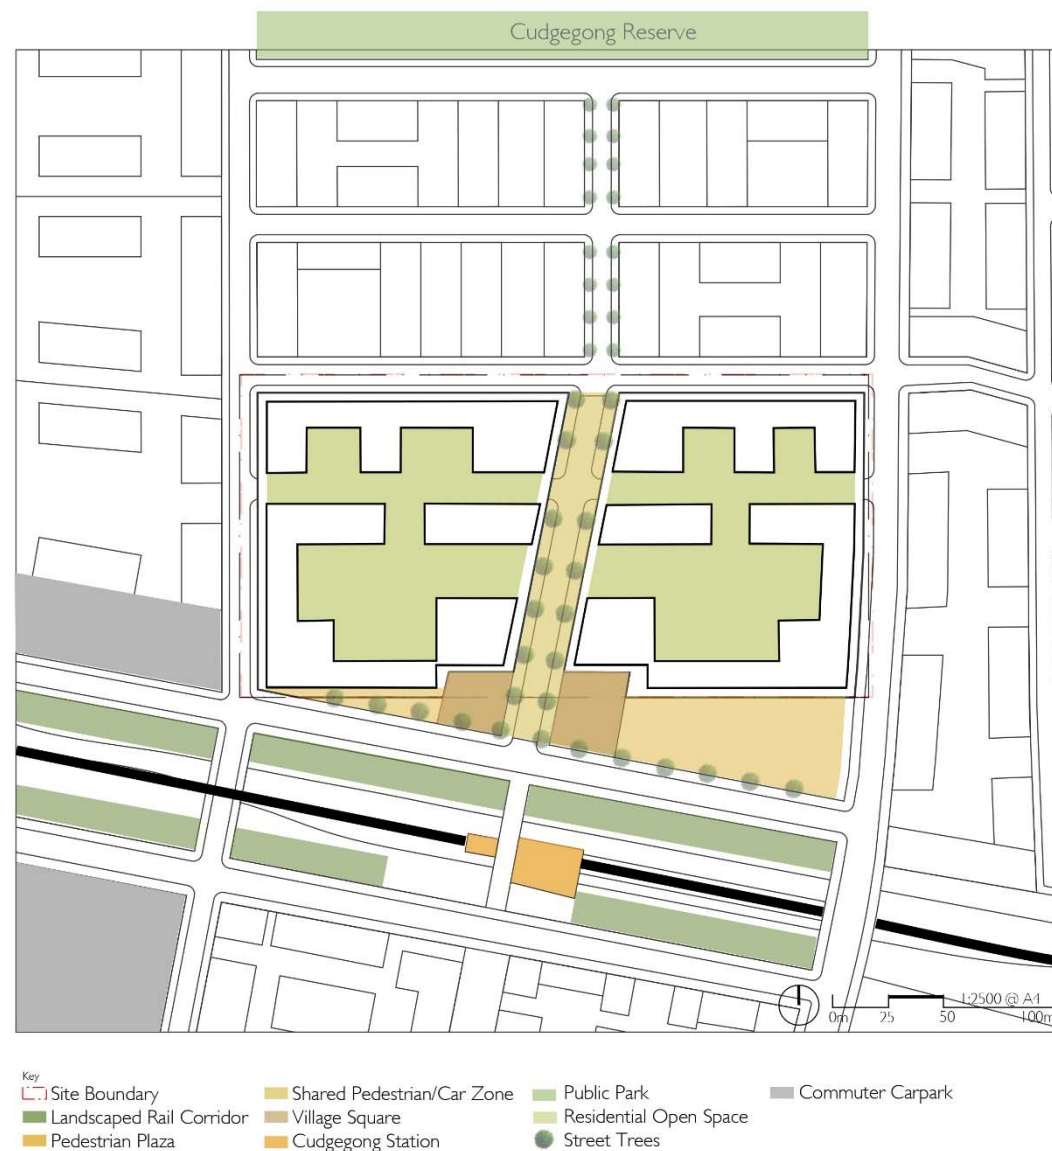 Cudgegong Reserve
1:2500 @ A4
0m 25 50 100m
Key
Site Boundary Shared Pedestrian/Car Zone Public Park Commuter Carpark
Landscaped Rail Corridor Village Square Residential Open Space
Pedestrian Plaza Cudgegong Station Street Trees